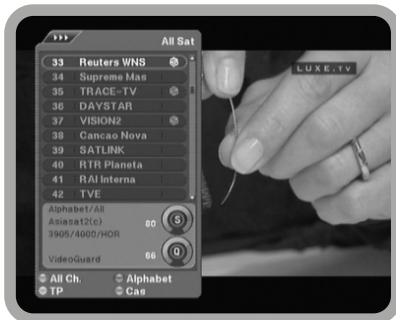 All Sat
33 Reuters WNS
34 Supreme Mas
35 TRACE-TV
36 DAYSTAR
37 VISION2
38 Cancao Nova
39 SATLINK
40 RTR Planeta
41 RAI Interna
42 TVE
Alphabet/All
Asiasat2(c) 80 S
3905/4000/HOR
VideoGuard 66 Q
All Ch. Alphabet
TP Cas
LUXE.TV